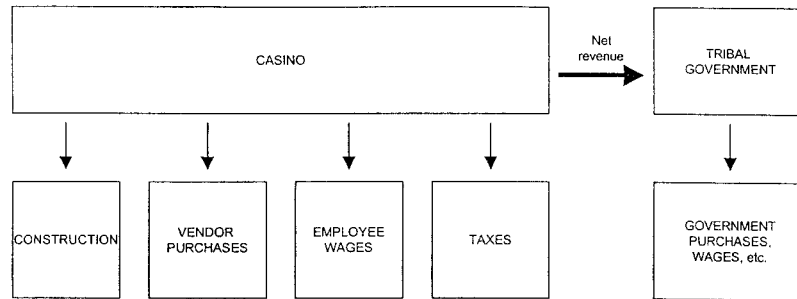 CASINO
Net
revenue
TRIBAL
GOVERNMENT
CONSTRUCTION
VENDOR
PURCHASES
EMPLOYEE
WAGES
TAXES
GOVERNMENT
PURCHASES,
WAGES, etc.